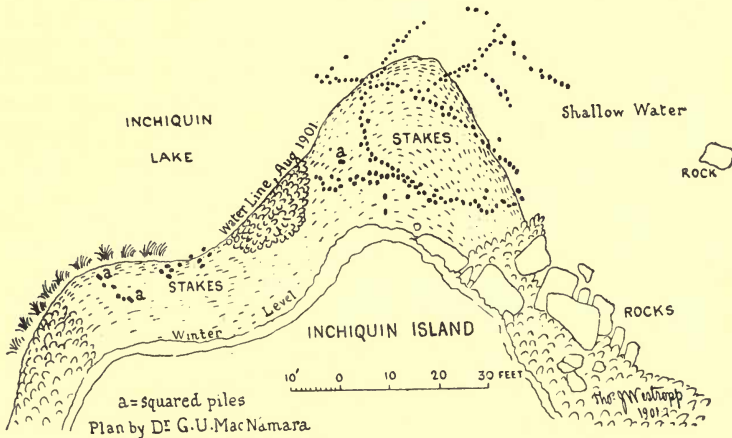 INCHIQUIN
LAKE
Water Line, Aug 1901.
a
STAKES
Shallow Water
ROCK
a
a
STAKES
Winter Level
INCHIQUIN ISLAND
ROCKS
10' 0 10 20 30 FEET
a=squared piles
Plan by Dr. G.U. MacNamara
Thos. J Westropp
1901.